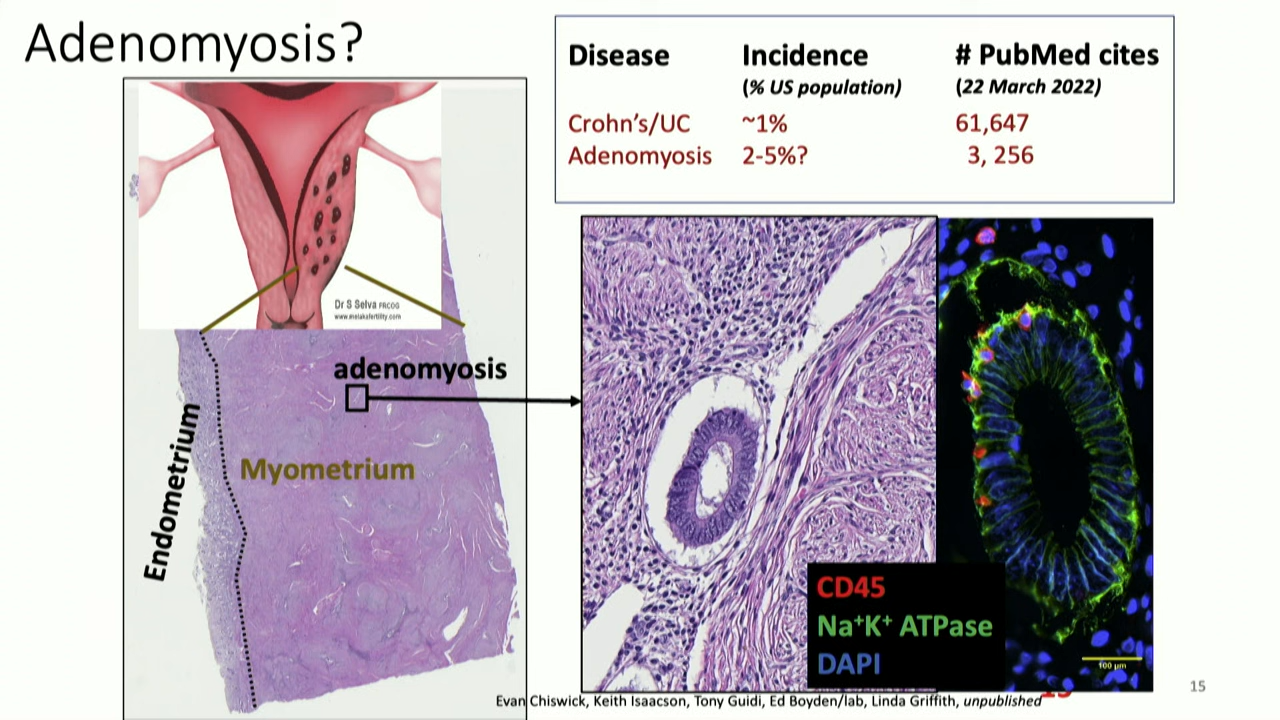 Adenomyosis?
Disease Incidence # PubMed cites
(% US population) (22 March 2022)
Crohn's/UC ~1% 61,647
Adenomyosis 2-5%? 3, 256
Dr S Selva FRCOG
www.melakafertility.com
adenomyosis
Endometrium
Myometrium
CD45
Na⁺K⁺ ATPase
DAPI
100 µm
15
Evan Chiswick, Keith Isaacson, Tony Guidi, Ed Boyden/lab, Linda Griffith, unpublished